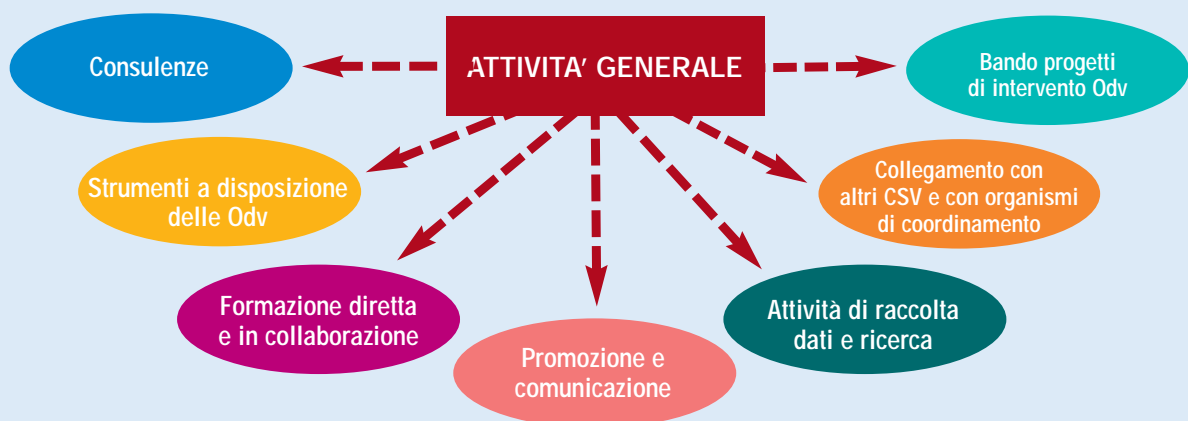 ATTIVITA' GENERALE
Consulenze
Bando progetti
di intervento Odv
Strumenti a disposizione
delle Odv
Collegamento con
altri CSV e con organismi
di coordinamento
Formazione diretta
e in collaborazione
Attività di raccolta
dati e ricerca
Promozione e
comunicazione